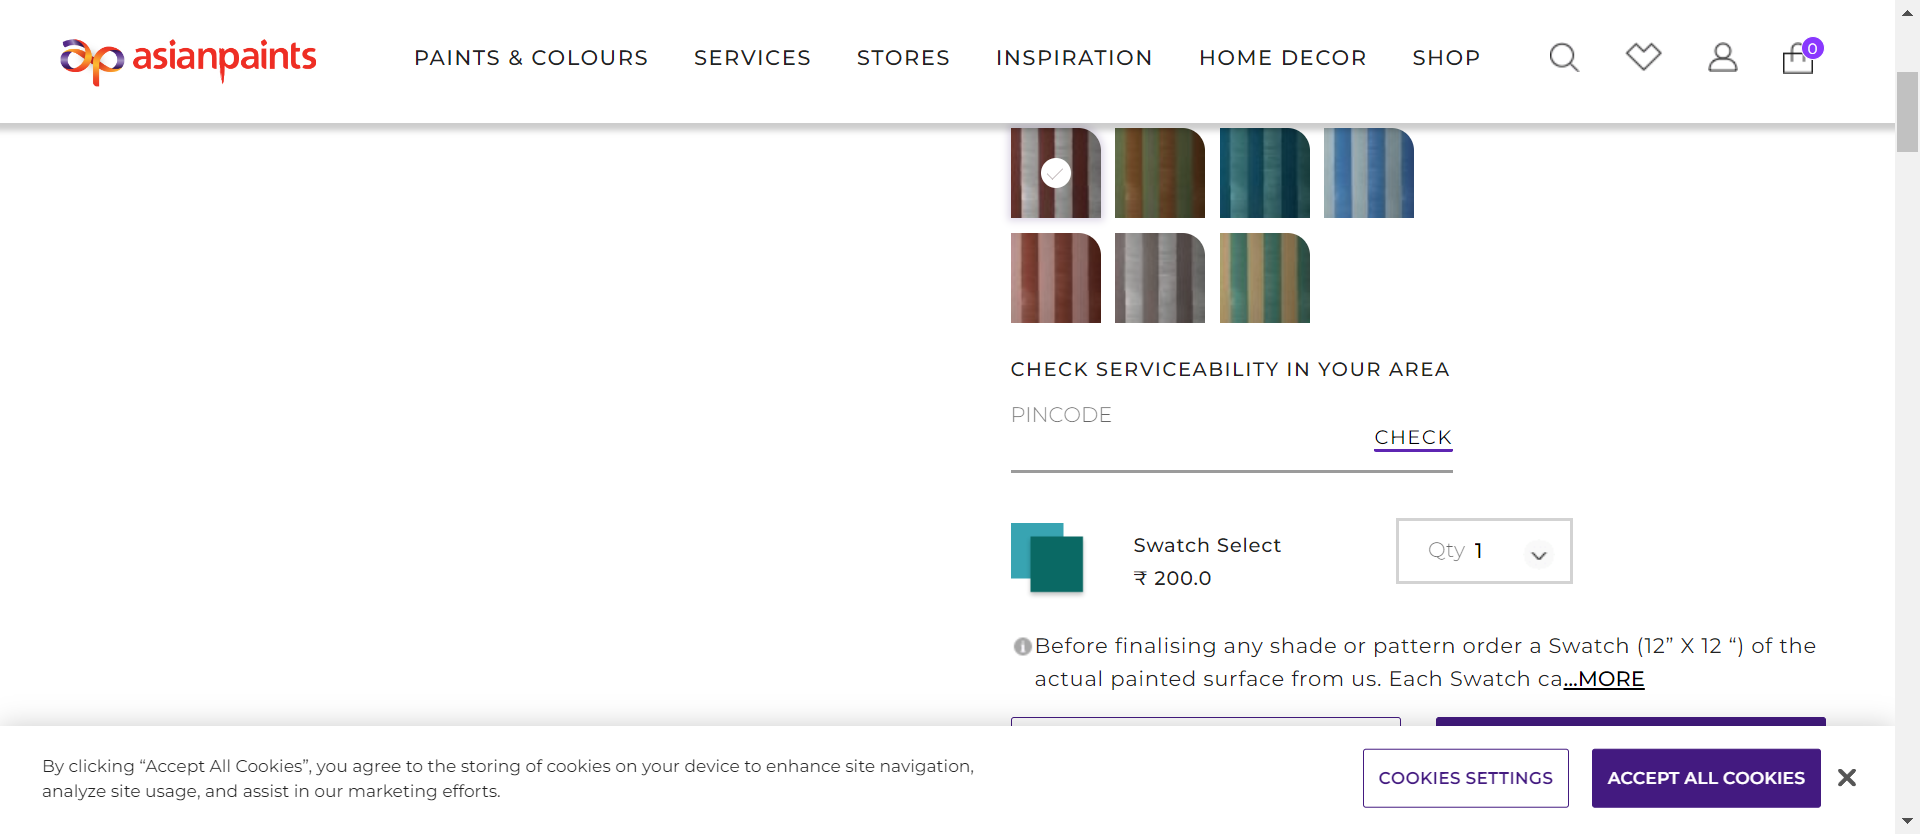 asianpaints
PAINTS & COLOURS SERVICES STORES INSPIRATION HOME DECOR SHOP 0
CHECK SERVICEABILITY IN YOUR AREA
PINCODE
CHECK
Swatch Select
₹ 200.0
Qty 1
Before finalising any shade or pattern order a Swatch (12” X 12 “) of the
actual painted surface from us. Each Swatch ca...MORE
By clicking “Accept All Cookies”, you agree to the storing of cookies on your device to enhance site navigation,
analyze site usage, and assist in our marketing efforts.
COOKIES SETTINGS
ACCEPT ALL COOKIES